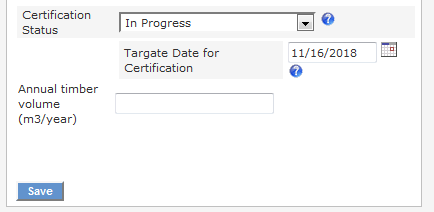 Certification
Status
In Progress
Targate Date for
Certification
11/16/2018
Annual timber
volume
(m3/year)
Save